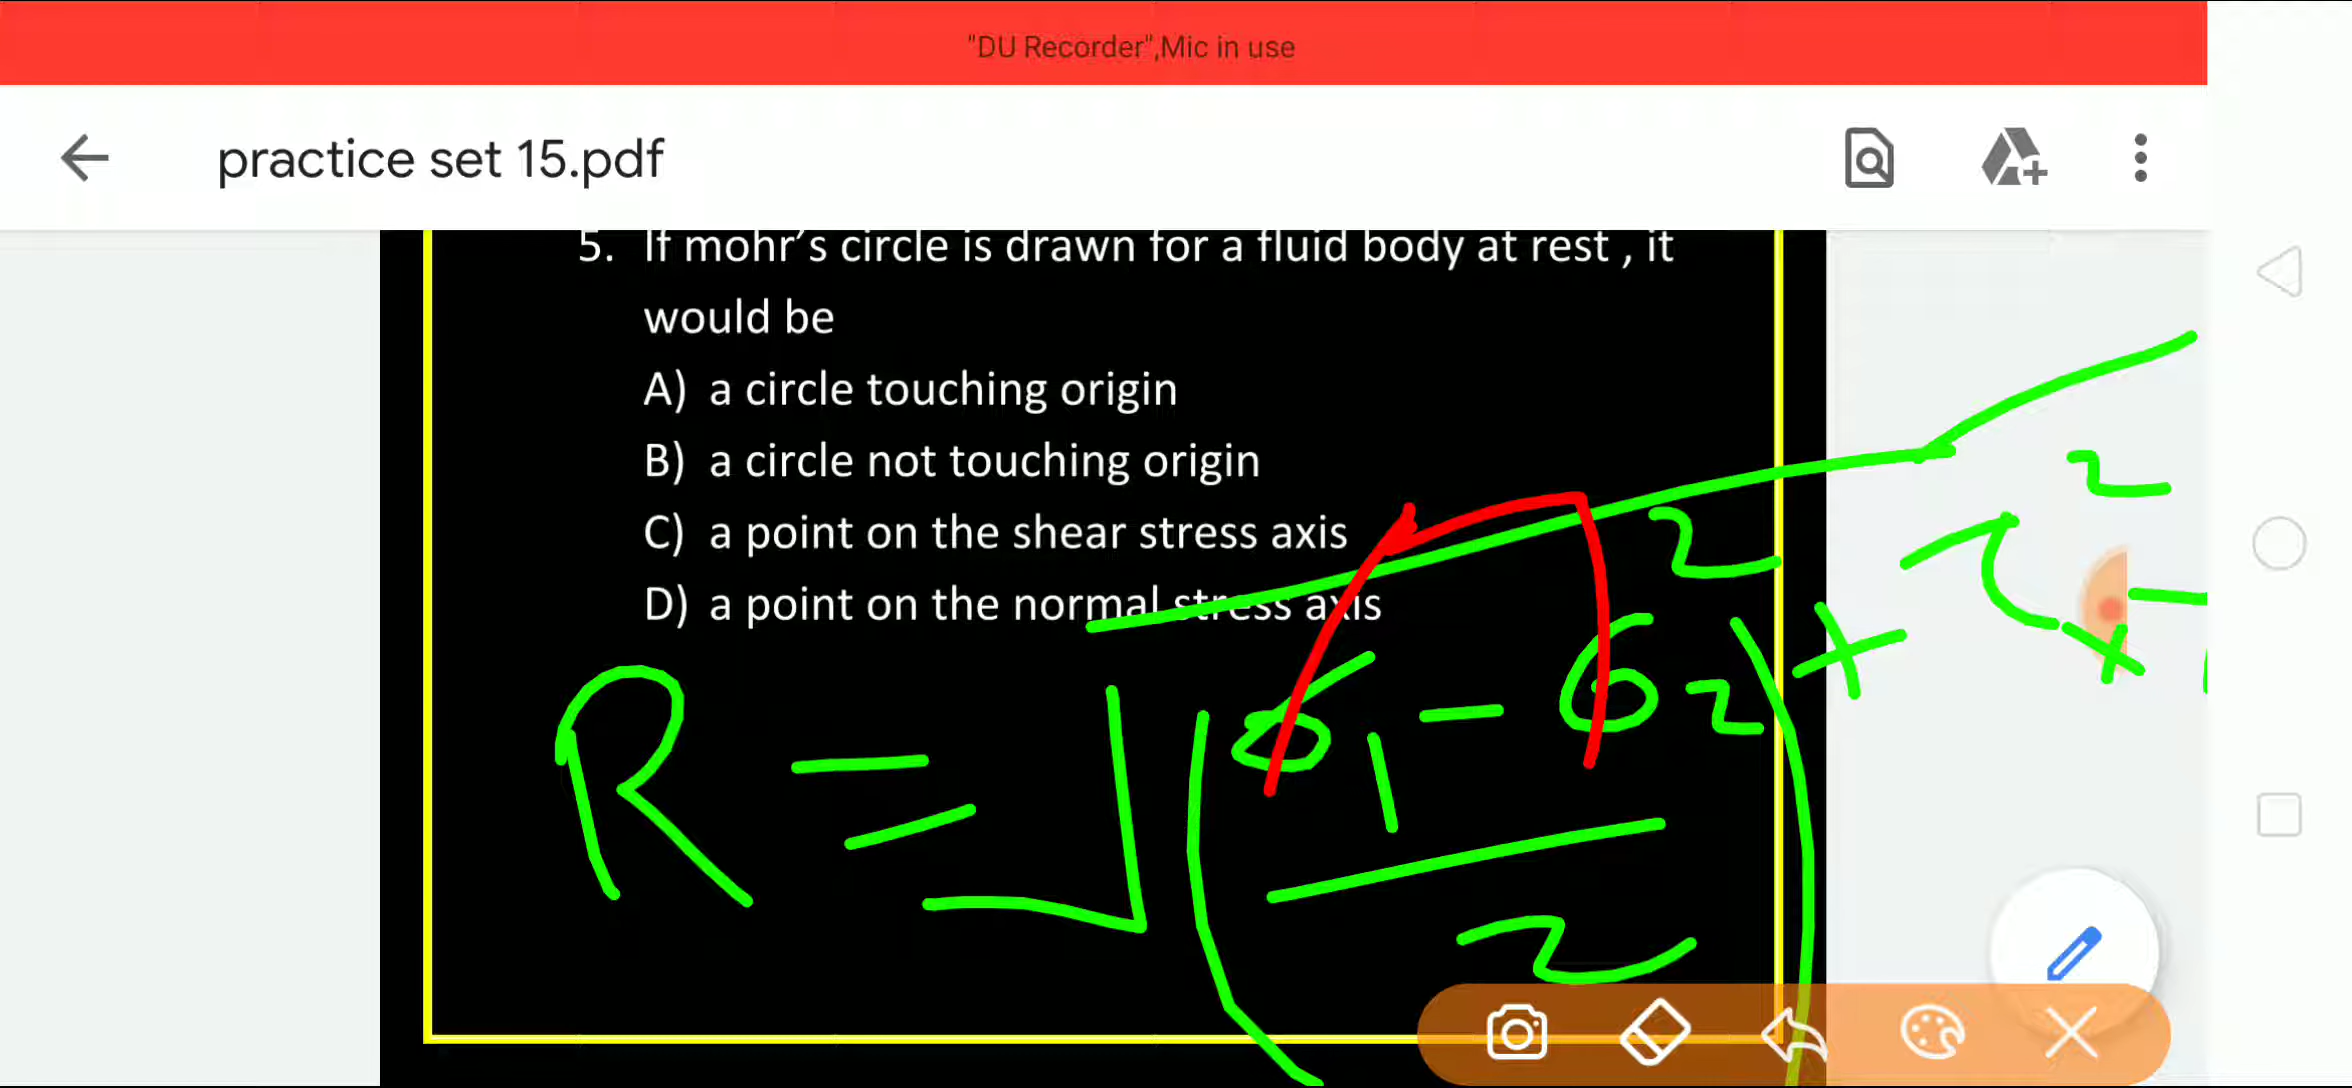 "DU Recorder",Mic in use
practice set 15.pdf
5. If mohr's circle is drawn for a fluid body at rest , it
would be
A) a circle touching origin
B) a circle not touching origin
C) a point on the shear stress axis
D) a point on the normal stress axis
R = √((σ1 - σ2)/2)² + τxy²